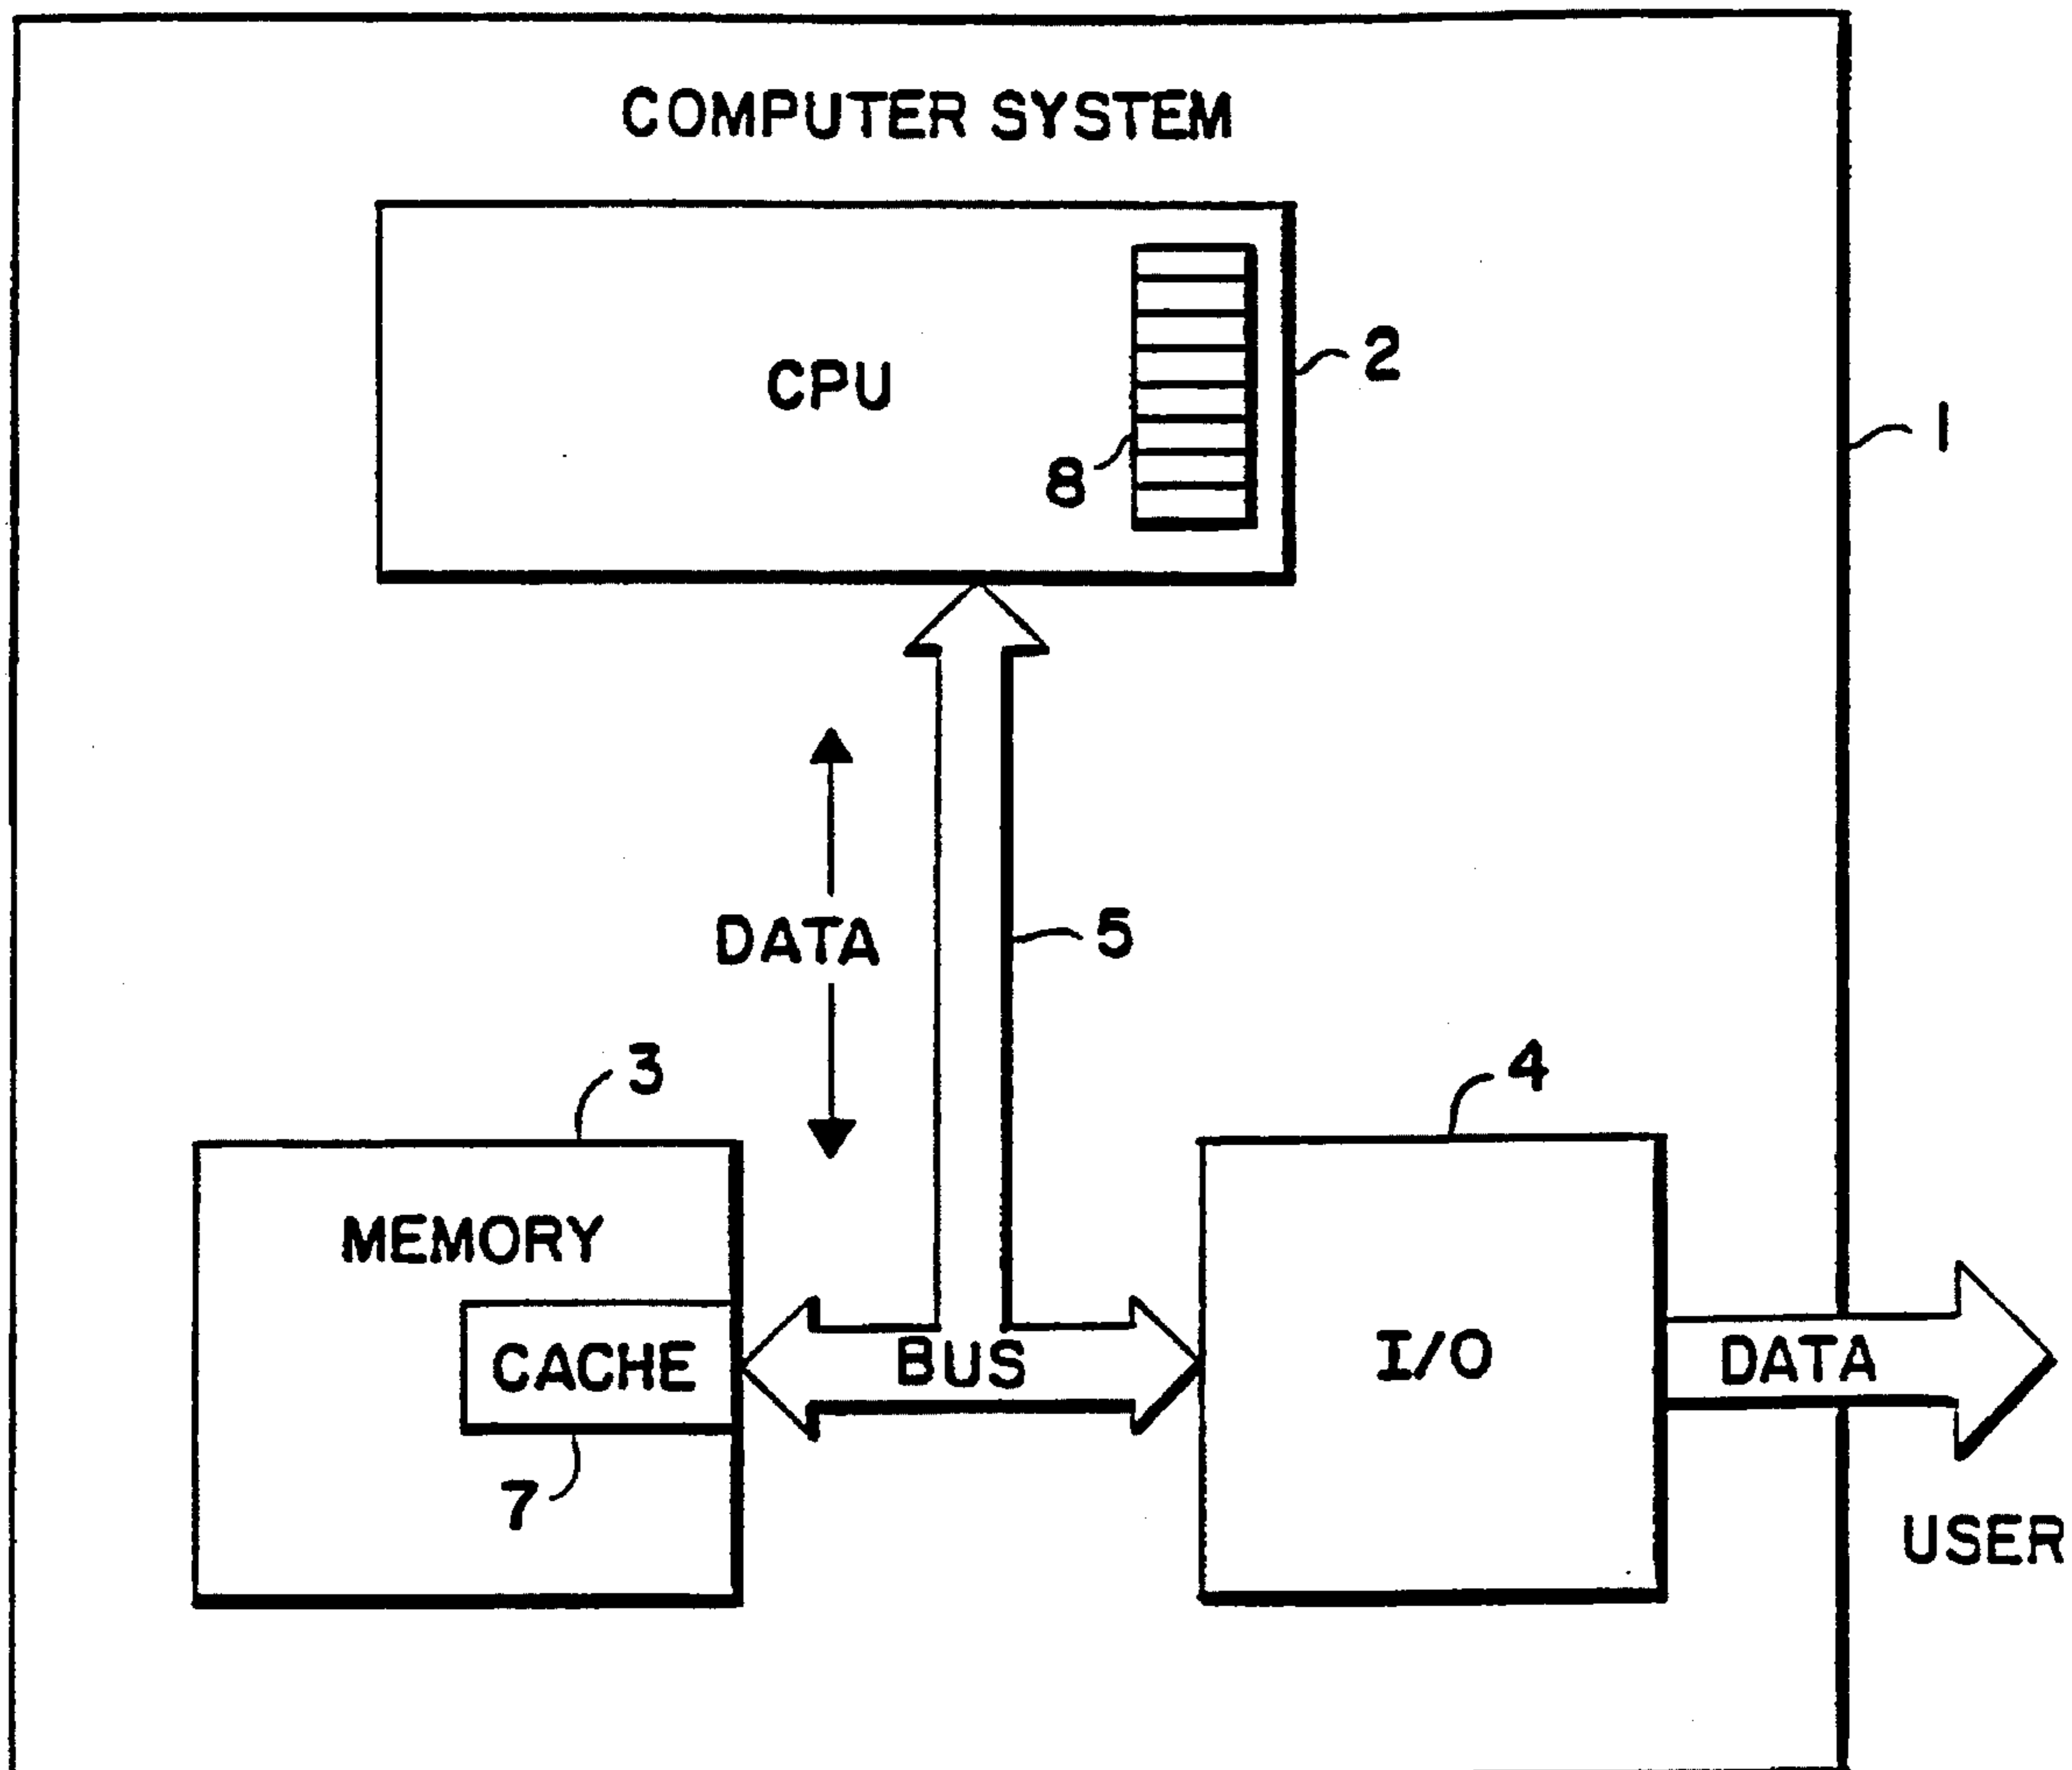 COMPUTER SYSTEM
CPU
2
1
8
DATA
5
3
4
MEMORY
CACHE
BUS
I/O
DATA
7
USER